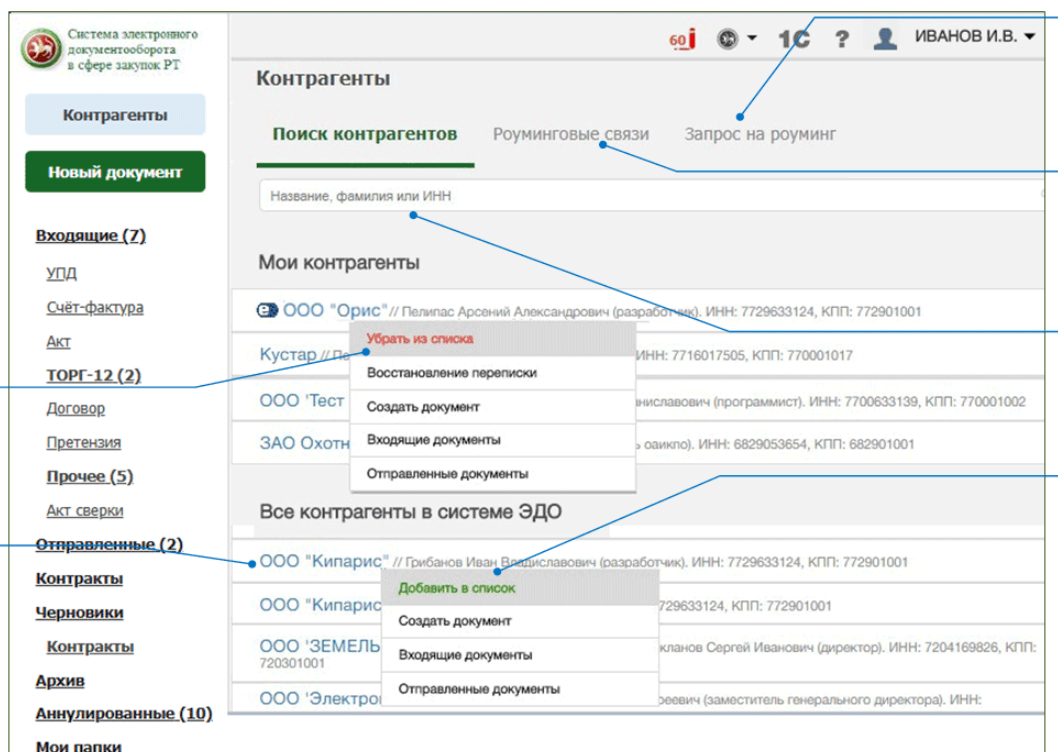 Система электронного
документооборота
в сфере закупок РТ
60
1С
?
ИВАНОВ И.В.
Контрагенты
Контрагенты
Поиск контрагентов Роуминговые связи Запрос на роуминг
Новый документ
Название, фамилия или ИНН
Входящие (7)
УПД
Счёт-фактура
Акт
ТОРГ-12 (2)
Договор
Претензия
Прочее (5)
Акт сверки
Отправленные (2)
Контракты
Черновики
Контракты
Архив
Аннулированные (10)
Мои папки
Мои контрагенты
ООО "Орис" // Пелипас Арсений Александрович (разработчик). ИНН: 7729633124, КПП: 772901001
Кустар // ИНН: 7716017505, КПП: 770001017
ООО 'Тест (программист). ИНН: 7700633139, КПП: 770001002
ЗАО ИНН: 6829053654, КПП: 682901001
Убрать из списка
Восстановление переписки
Создать документ
Входящие документы
Отправленные документы
Все контрагенты в системе ЭДО
ООО "Кипарис" // Грибанов Иван Владиславович (разработчик). ИНН: 7729633124, КПП: 772901001
ООО "Кипарис КПП: 772901001
ООО Сергей Иванович (директор). ИНН: 7204169826, КПП:
720301001
ООО (заместитель генерального директора). ИНН:
Добавить в список
Создать документ
Входящие документы
Отправленные документы